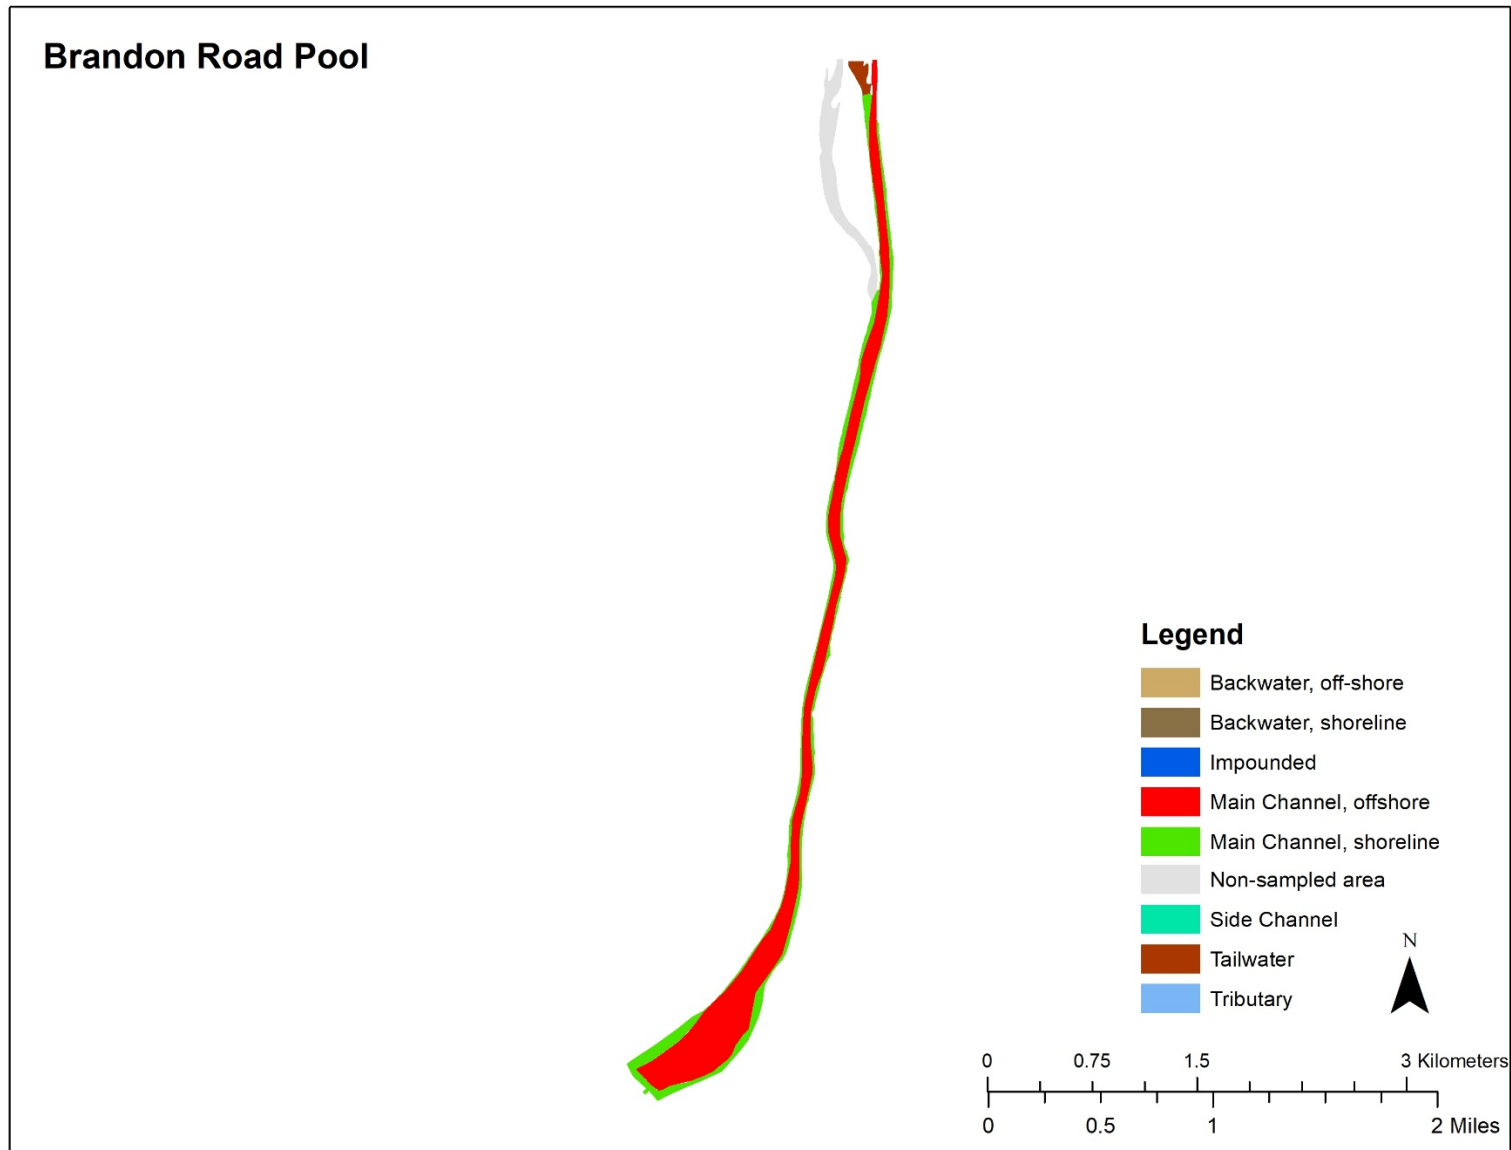 Brandon Road Pool
Legend
Backwater, off-shore
Backwater, shoreline
Impounded
Main Channel, offshore
Main Channel, shoreline
Non-sampled area
Side Channel
Tailwater
Tributary
N
0 0.75 1.5 3 Kilometers
0 0.5 1 2 Miles